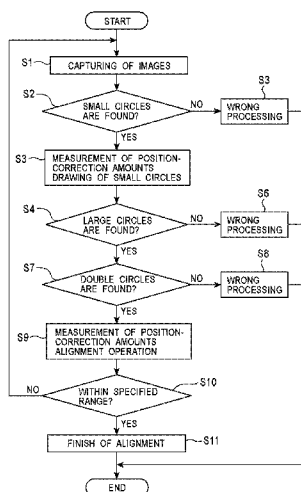 START
S1
CAPTURING OF IMAGES
S2
SMALL CIRCLES
ARE FOUND?
NO
S3
WRONG
PROCESSING
YES
S3
MEASUREMENT OF POSITION-
CORRECTION AMOUNTS
DRAWING OF SMALL CIRCLES
S4
LARGE CIRCLES
ARE FOUND?
NO
S6
WRONG
PROCESSING
YES
S7
DOUBLE CIRCLES
ARE FOUND?
NO
S8
WRONG
PROCESSING
YES
S9
MEASUREMENT OF POSITION-
CORRECTION AMOUNTS
ALIGNMENT OPERATION
NO
S10
WITHIN SPECIFIED
RANGE?
YES
FINISH OF ALIGNMENT
S11
END